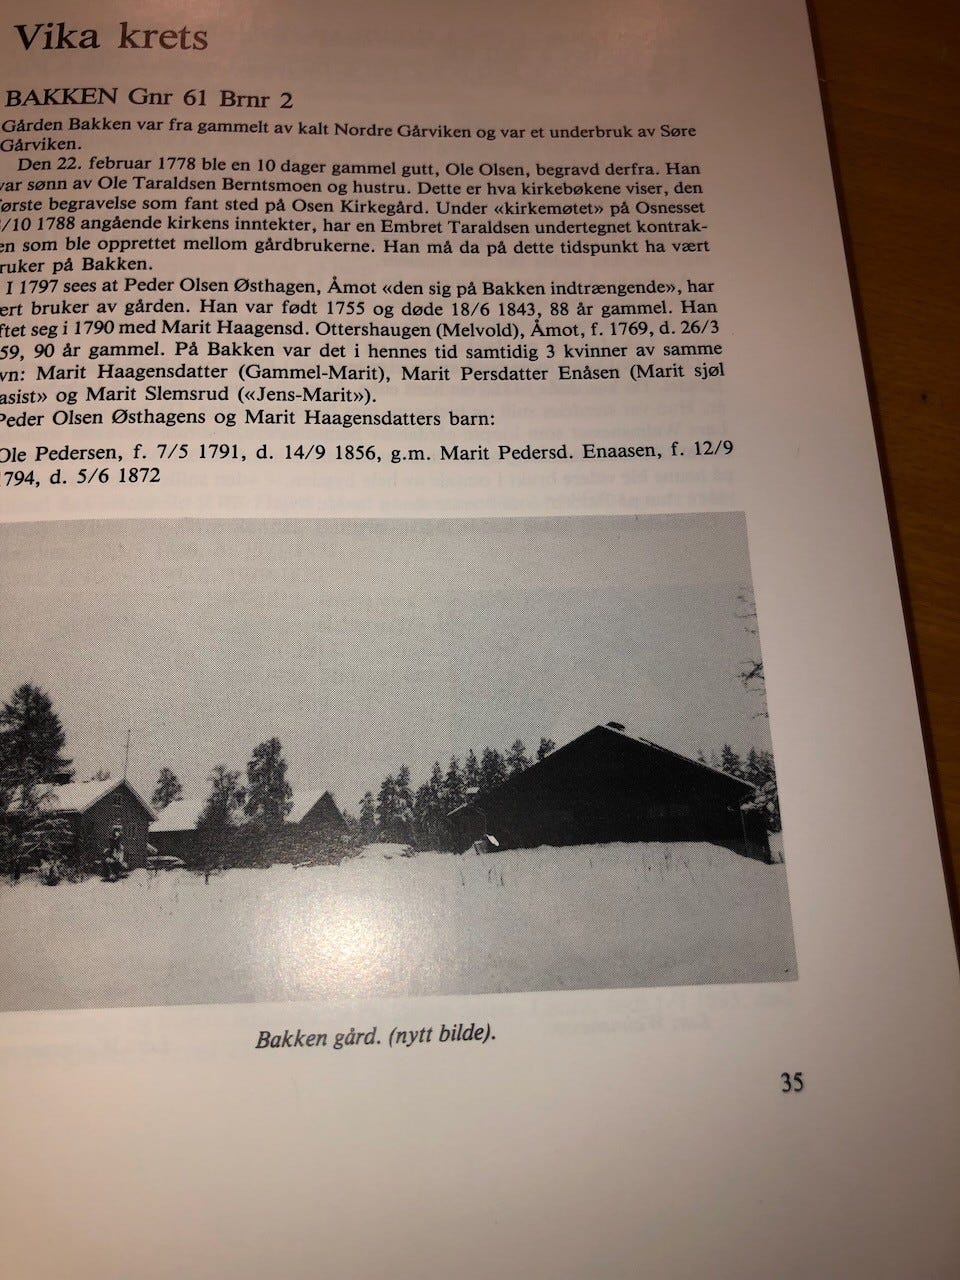 Vika krets
BAKKEN Gnr 61 Brnr 2
Gården Bakken var fra gammelt av kalt Nordre Gårviken og var et underbruk av Søre
Gårviken.
Den 22. februar 1778 ble en 10 dager gammel gutt, Ole Olsen, begravd derfra. Han
var sønn av Ole Taraldsen Berntsmoen og hustru. Dette er hva kirkebøkene viser, den
første begravelse som fant sted på Osen Kirkegård. Under «kirkemøtet» på Osnesset
/10 1788 angående kirkens inntekter, har en Embret Taraldsen undertegnet kontrak-
en som ble opprettet mellom gårdbrukerne. Han må da på dette tidspunkt ha vært
ruker på Bakken.
I 1797 sees at Peder Olsen Østhagen, Åmot «den sig på Bakken indtrængende», har
ært bruker av gården. Han var født 1755 og døde 18/6 1843, 88 år gammel. Han
ftet seg i 1790 med Marit Haagensd. Ottershaugen (Melvold), Åmot, f. 1769, d. 26/3
59, 90 år gammel. På Bakken var det i hennes tid samtidig 3 kvinner av samme
vn: Marit Haagensdatter (Gammel-Marit), Marit Persdatter Enåsen (Marit sjøl
asist» og Marit Slemsrud («Jens-Marit»).
Peder Olsen Østhagens og Marit Haagensdatters barn:
Ole Pedersen, f. 7/5 1791, d. 14/9 1856, g.m. Marit Pedersd. Enaasen, f. 12/9
794, d. 5/6 1872
Bakken gård. (nytt bilde).
35